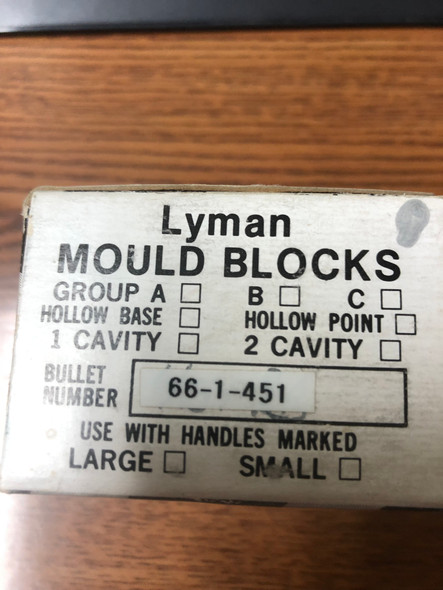 Lyman
MOULD BLOCKS
GROUP A □ B □ C □
HOLLOW BASE □ HOLLOW POINT □
1 CAVITY □ 2 CAVITY □
BULLET NUMBER 66-1-451
USE WITH HANDLES MARKED
LARGE □ SMALL □